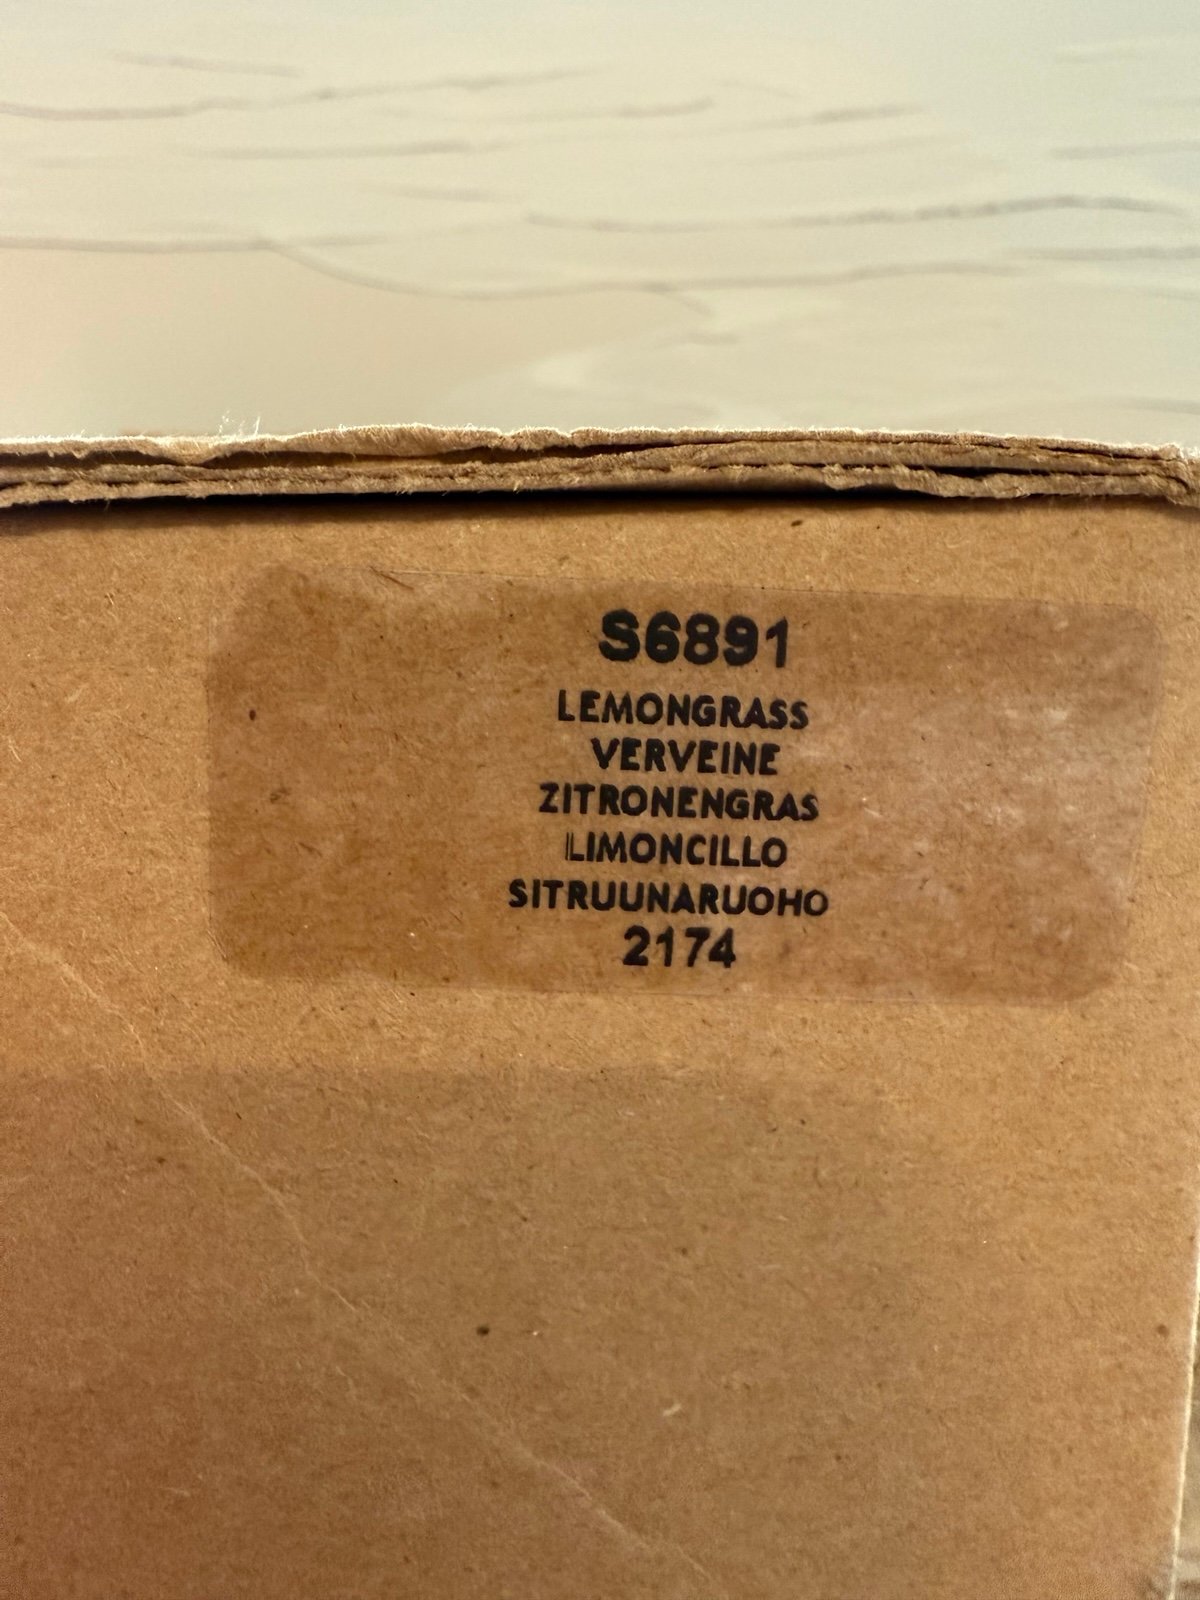 S6891
LEMONGRASS
VERVEINE
ZITRONENGRAS
LIMONCILLO
SITRUUNARUOHO
2174